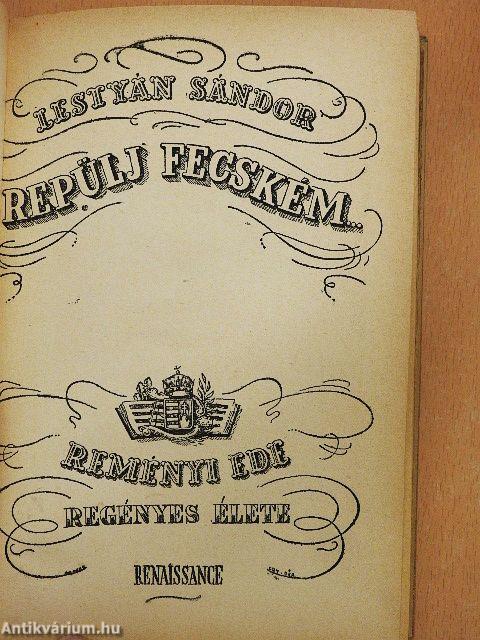 LESTYÁN SÁNDOR
REPÜLJ FECSKÉM...
REMÉNYI EDE
REGÉNYES ÉLETE
RENAISSANCE
Antikvárium.hu